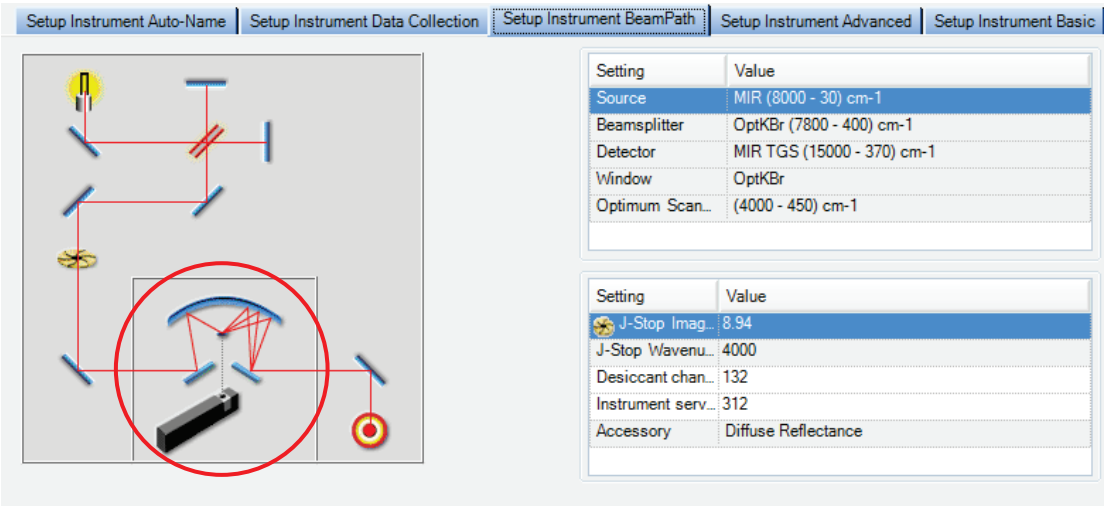 Setup Instrument Auto-Name Setup Instrument Data Collection Setup Instrument BeamPath Setup Instrument Advanced Setup Instrument Basic
Setting Value
Source MIR (8000 - 30) cm-1
Beamsplitter OptKBr (7800 - 400) cm-1
Detector MIR TGS (15000 - 370) cm-1
Window OptKBr
Optimum Scan... (4000 - 450) cm-1
Setting Value
J-Stop Imag... 8.94
J-Stop Wavenu... 4000
Desiccant chan... 132
Instrument serv... 312
Accessory Diffuse Reflectance